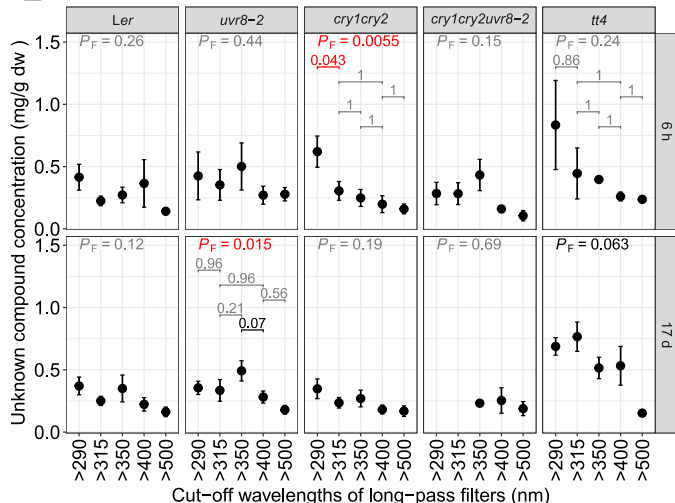 Ler uvr8-2 cry1cry2 cry1cry2uvr8-2 tt4
Unknown compound concentration (mg/g dw )
1.5
1.0
0.5
0.0
PF = 0.26
PF = 0.44
PF = 0.0055
0.043
1
1
1
1
PF = 0.15
PF = 0.24
0.86
1
1
1
1
6 h
1.5
1.0
0.5
0.0
PF = 0.12
PF = 0.015
0.96
0.96
0.56
0.21
0.07
PF = 0.19
PF = 0.69
PF = 0.063
17 d
>290 >315 >350 >400 >500 >290 >315 >350 >400 >500 >290 >315 >350 >400 >500 >290 >315 >350 >400 >500 >290 >315 >350 >400 >500
Cut-off wavelengths of long-pass filters (nm)